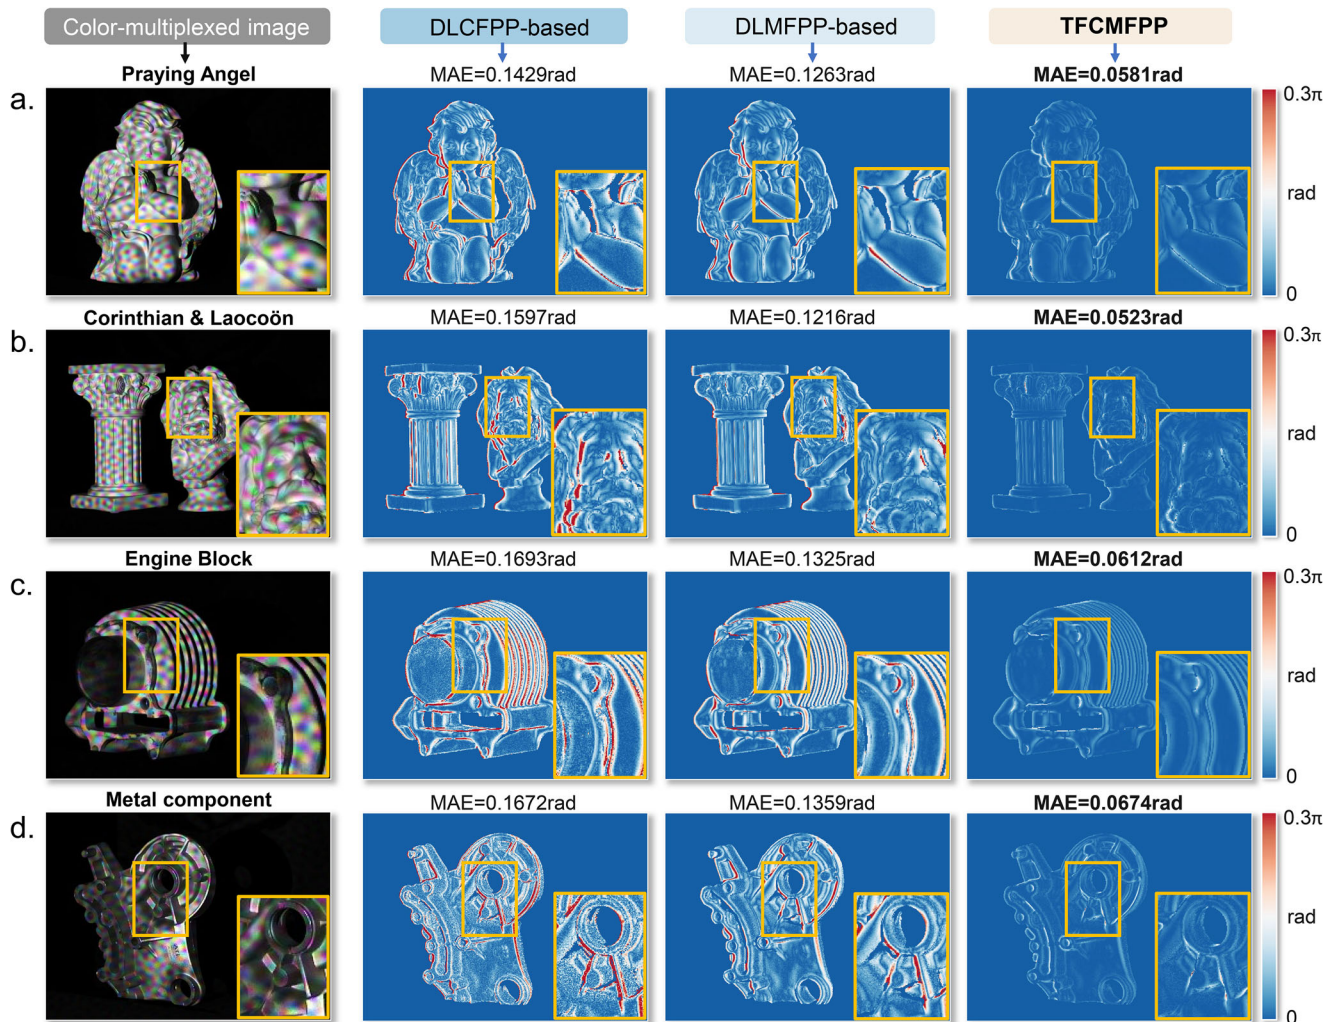 Color-multiplexed image
DLCFPP-based
DLMFPP-based
TFCMFPP
Praying Angel
MAE=0.1429rad
MAE=0.1263rad
MAE=0.0581rad
a.
0.3π
rad
0
Corinthian & Laocoön
MAE=0.1597rad
MAE=0.1216rad
MAE=0.0523rad
b.
0.3π
rad
0
Engine Block
MAE=0.1693rad
MAE=0.1325rad
MAE=0.0612rad
c.
0.3π
rad
0
Metal component
MAE=0.1672rad
MAE=0.1359rad
MAE=0.0674rad
d.
0.3π
rad
0